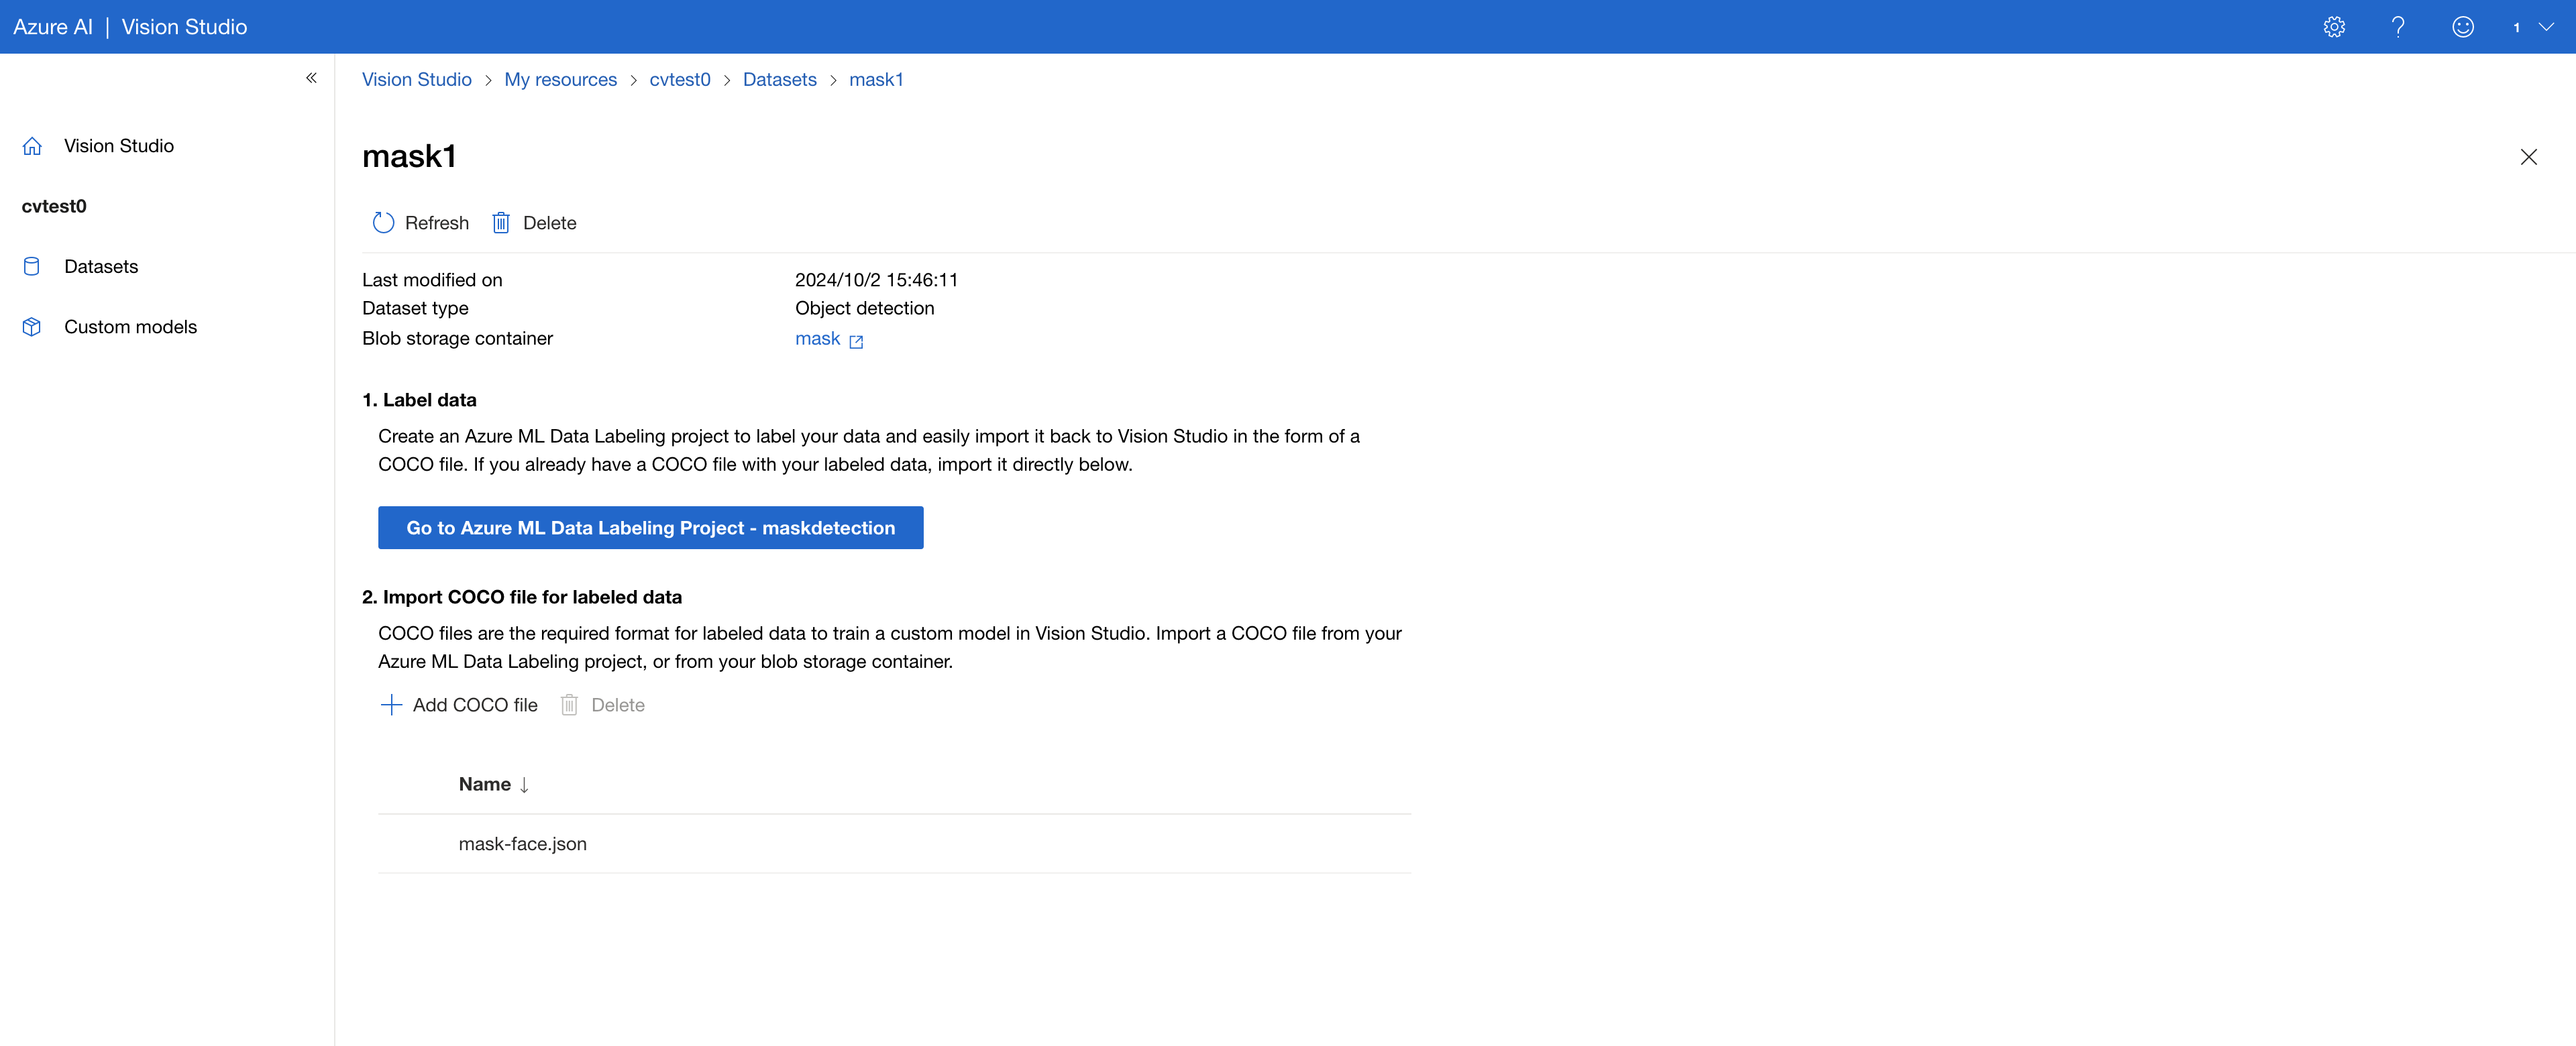 Azure AI | Vision Studio
1
Vision Studio > My resources > cvtest0 > Datasets > mask1
Vision Studio
cvtest0
Datasets
Custom models
mask1
Refresh Delete
Last modified on 2024/10/2 15:46:11
Dataset type Object detection
Blob storage container mask
1. Label data
Create an Azure ML Data Labeling project to label your data and easily import it back to Vision Studio in the form of a
COCO file. If you already have a COCO file with your labeled data, import it directly below.
Go to Azure ML Data Labeling Project - maskdetection
2. Import COCO file for labeled data
COCO files are the required format for labeled data to train a custom model in Vision Studio. Import a COCO file from your
Azure ML Data Labeling project, or from your blob storage container.
Add COCO file Delete
Name ↓
mask-face.json